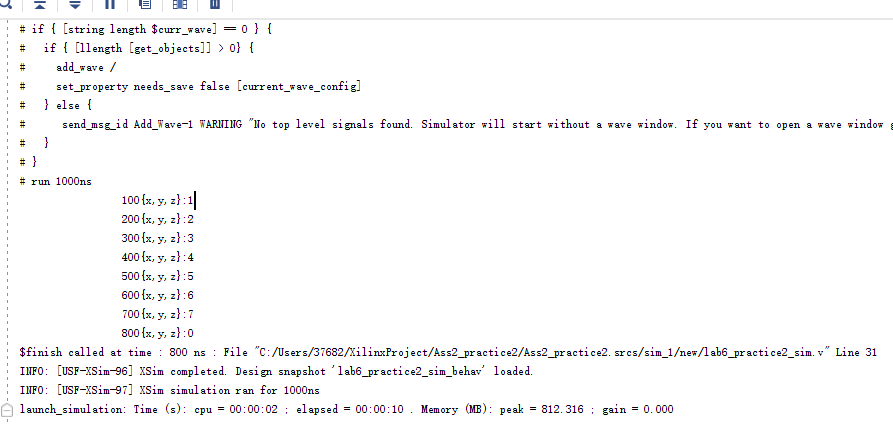 # if { [string length $curr_wave] == 0 } {
#   if { [llength [get_objects]] > 0} {
#     add_wave /
#     set_property needs_save false [current_wave_config]
#   } else {
#      send_msg_id Add_Wave-1 WARNING "No top level signals found. Simulator will start without a wave window. If you want to open a wave window
#   }
# }
# run 1000ns
100{x,y,z}:1
200{x,y,z}:2
300{x,y,z}:3
400{x,y,z}:4
500{x,y,z}:5
600{x,y,z}:6
700{x,y,z}:7
800{x,y,z}:0
$finish called at time : 800 ns : File "C:/Users/37682/XilinxProject/Ass2_practice2/Ass2_practice2.srcs/sim_1/new/lab6_practice2_sim.v" Line 31
INFO: [USF-XSim-96] XSim completed. Design snapshot 'lab6_practice2_sim_behav' loaded.
INFO: [USF-XSim-97] XSim simulation ran for 1000ns
launch_simulation: Time (s): cpu = 00:00:02 ; elapsed = 00:00:10 . Memory (MB): peak = 812.316 ; gain = 0.000